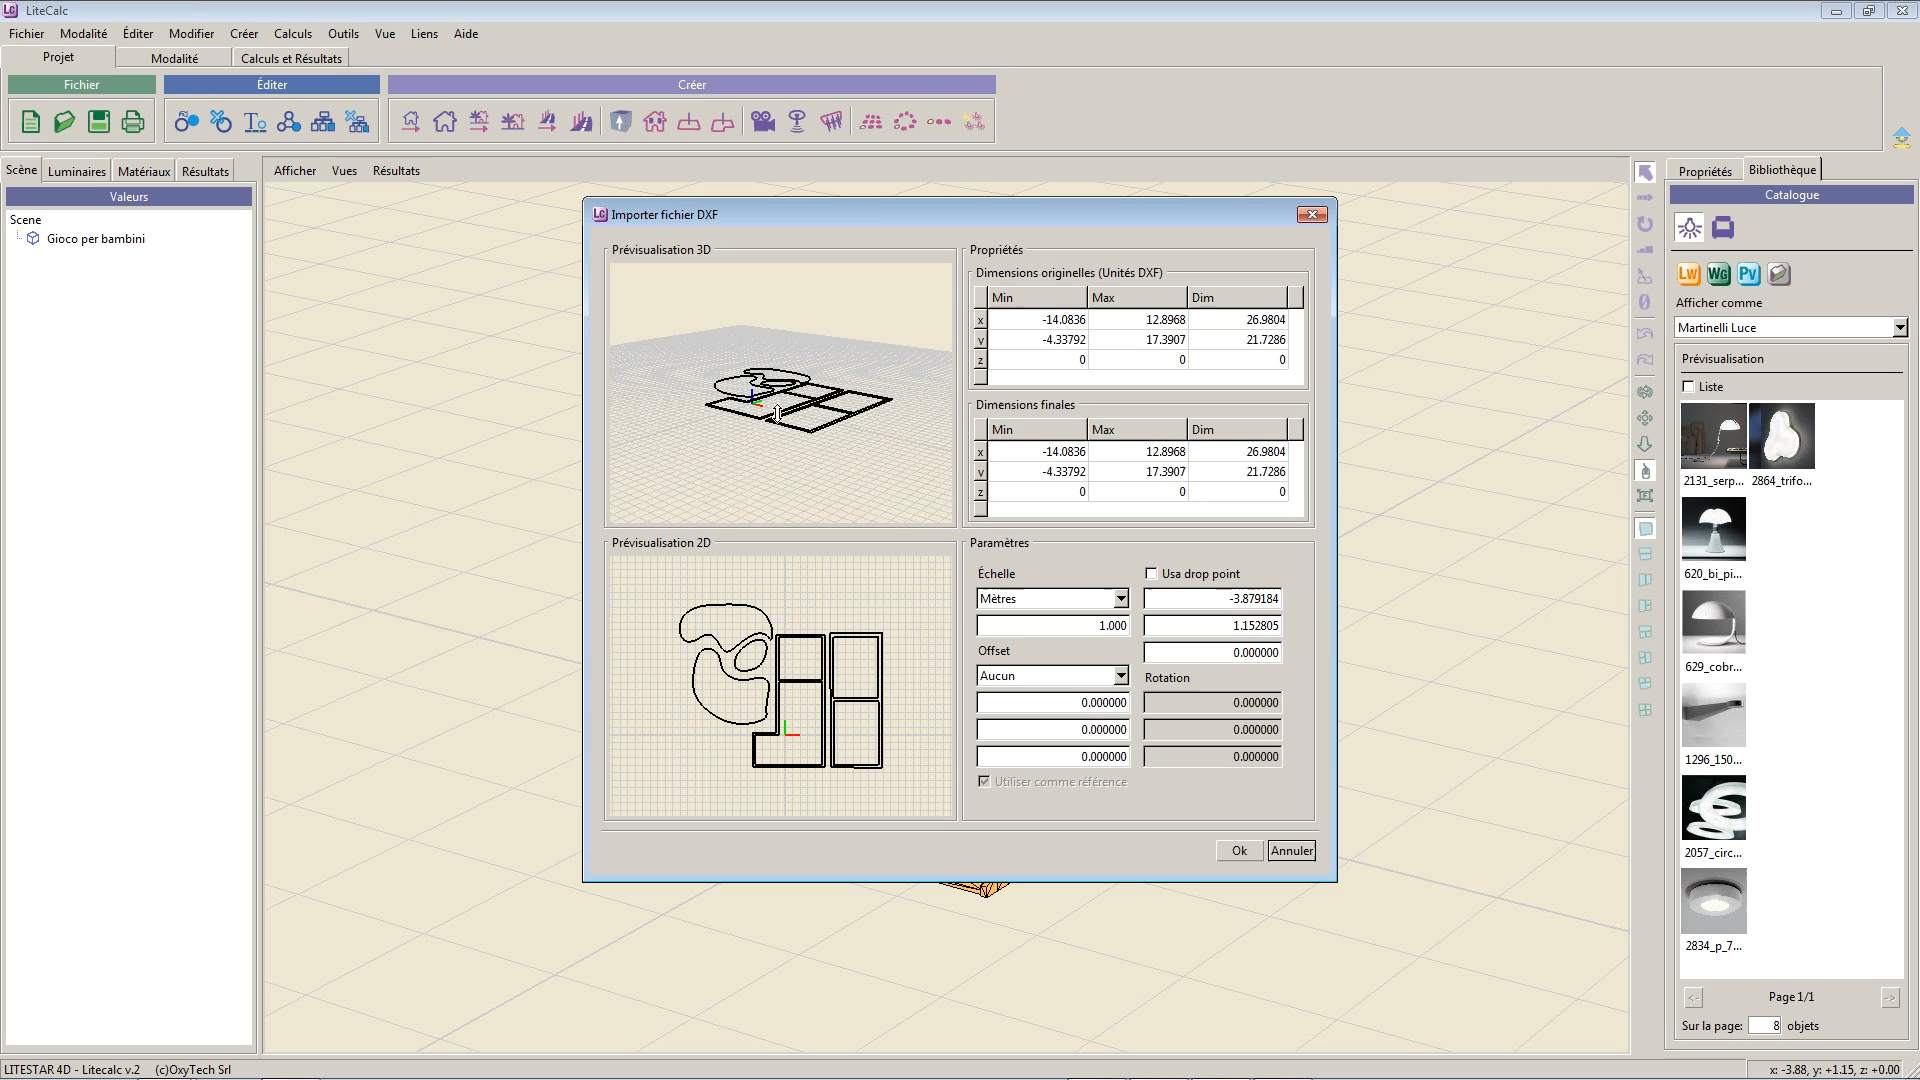 LiteCalc
Fichier Modalité Éditer Modifier Créer Calculs Outils Vue Liens Aide
Projet Modalité Calculs et Résultats
Fichier Éditer Créer
Scène Luminaires Matériaux Résultats
Valeurs
Scene
Gioco per bambini
Afficher Vues Résultats
Importer fichier DXF
Prévisualisation 3D
Propriétés
Dimensions originelles (Unités DXF)
Min Max Dim
x -14.0836 12.8968 26.9804
y -4.33792 17.3907 21.7286
z 0 0 0
Dimensions finales
Min Max Dim
x -14.0836 12.8968 26.9804
y -4.33792 17.3907 21.7286
z 0 0 0
Prévisualisation 2D
Paramètres
Échelle Usa drop point
Mètres -3.879184
1.000 1.152805
Offset 0.000000
Aucun Rotation
0.000000 0.000000
0.000000 0.000000
0.000000 0.000000
Utiliser comme référence
Ok Annuler
Propriétés Bibliothèque
Catalogue
LW Wg Pv
Afficher comme
Martinelli Luce
Prévisualisation
Liste
2131_serp... 2864_trifo...
620_bi_pi...
629_cobr...
1296_150...
2057_circ...
2834_p_7...
<- Page 1/1 ->
Sur la page: 8 objets
LITESTAR 4D - Litecalc v.2 (c)OxyTech Srl
x: -3.88, y: +1.15, z: +0.00